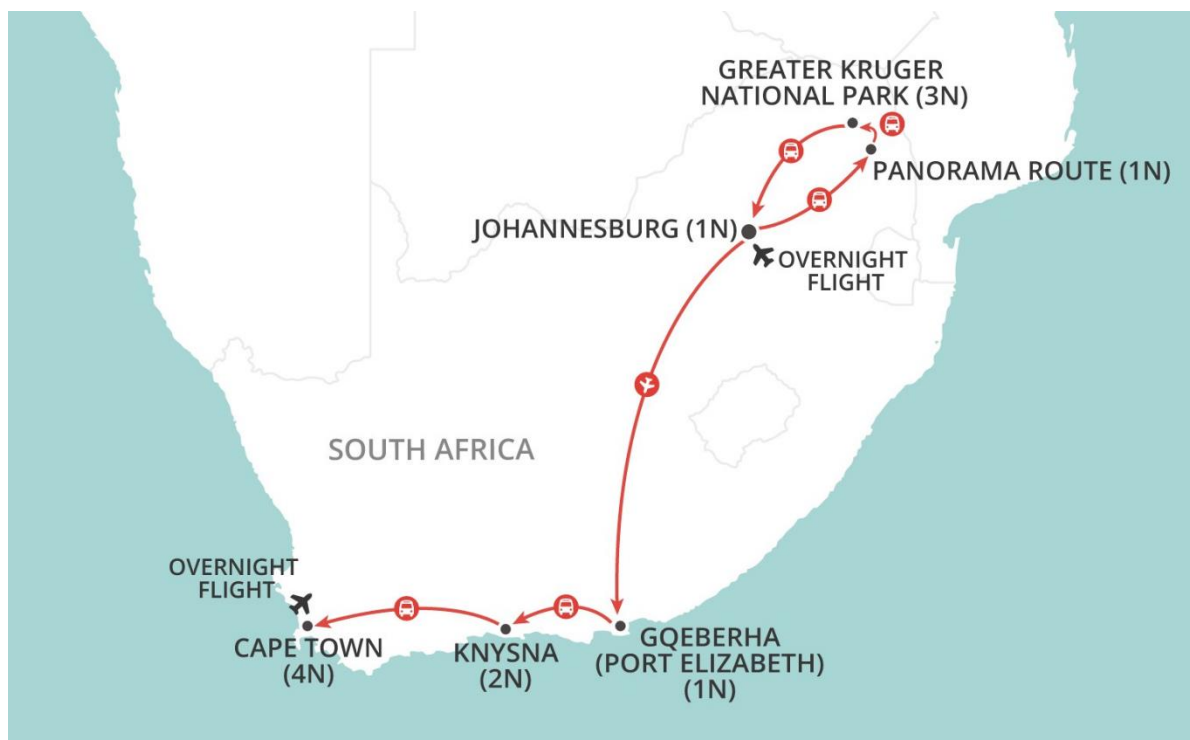 GREATER KRUGER
NATIONAL PARK (3N)
PANORAMA ROUTE (1N)
JOHANNESBURG (1N)
OVERNIGHT
FLIGHT
SOUTH AFRICA
OVERNIGHT
FLIGHT
CAPE TOWN
(4N)
KNYSNA
(2N)
GQEBERHA
(PORT ELIZABETH)
(1N)